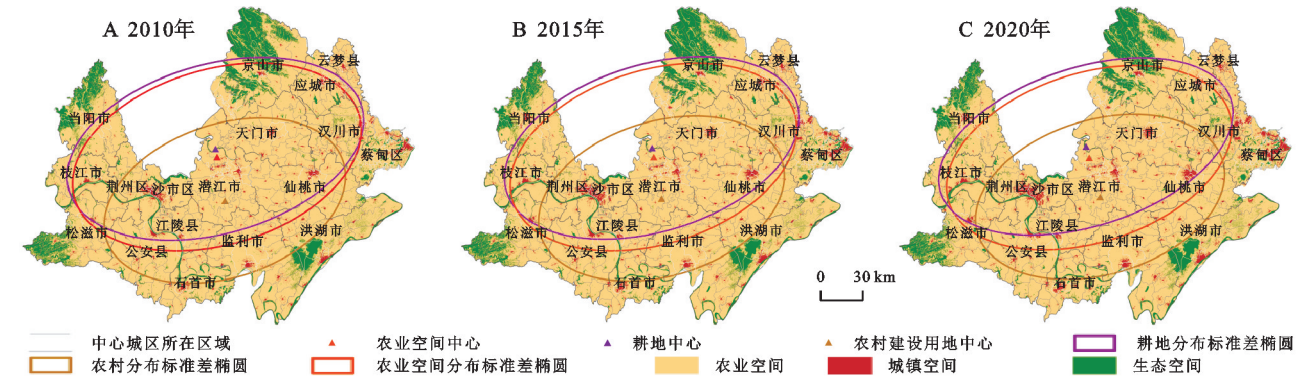 A 2010年
京山市
云梦县
应城市
当阳市
天门市
汉川市
蔡甸区
枝江市
荆州区
沙市区
潜江市
仙桃市
江陵县
松滋市
公安县
监利市
洪湖市
石首市
B 2015年
京山市
云梦县
应城市
当阳市
天门市
汉川市
蔡甸区
枝江市
荆州区
沙市区
潜江市
仙桃市
江陵县
松滋市
公安县
监利市
洪湖市
石首市
0 30 km
C 2020年
京山市
云梦县
应城市
当阳市
天门市
汉川市
蔡甸区
枝江市
荆州区
沙市区
潜江市
仙桃市
江陵县
松滋市
公安县
监利市
洪湖市
石首市
中心城区所在区域 农业空间中心 耕地中心 农村建设用地中心 耕地分布标准差椭圆
农村分布标准差椭圆 农业空间分布标准差椭圆 农业空间 城镇空间 生态空间